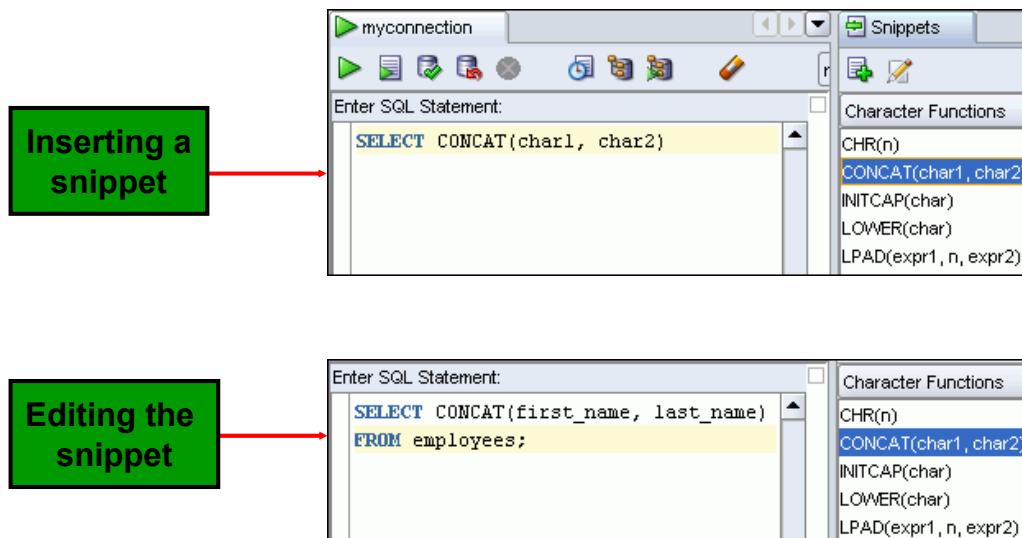 myconnection
Snippets
Enter SQL Statement:
Character Functions
Inserting a
snippet
SELECT CONCAT(char1, char2)
CHR(n)
CONCAT(char1, char2
INITCAP(char)
LOWER(char)
LPAD(expr1, n, expr2)
Enter SQL Statement:
Character Functions
Editing the
snippet
SELECT CONCAT(first_name, last_name)
FROM employees;
CHR(n)
CONCAT(char1, char2)
INITCAP(char)
LOWER(char)
LPAD(expr1, n, expr2)